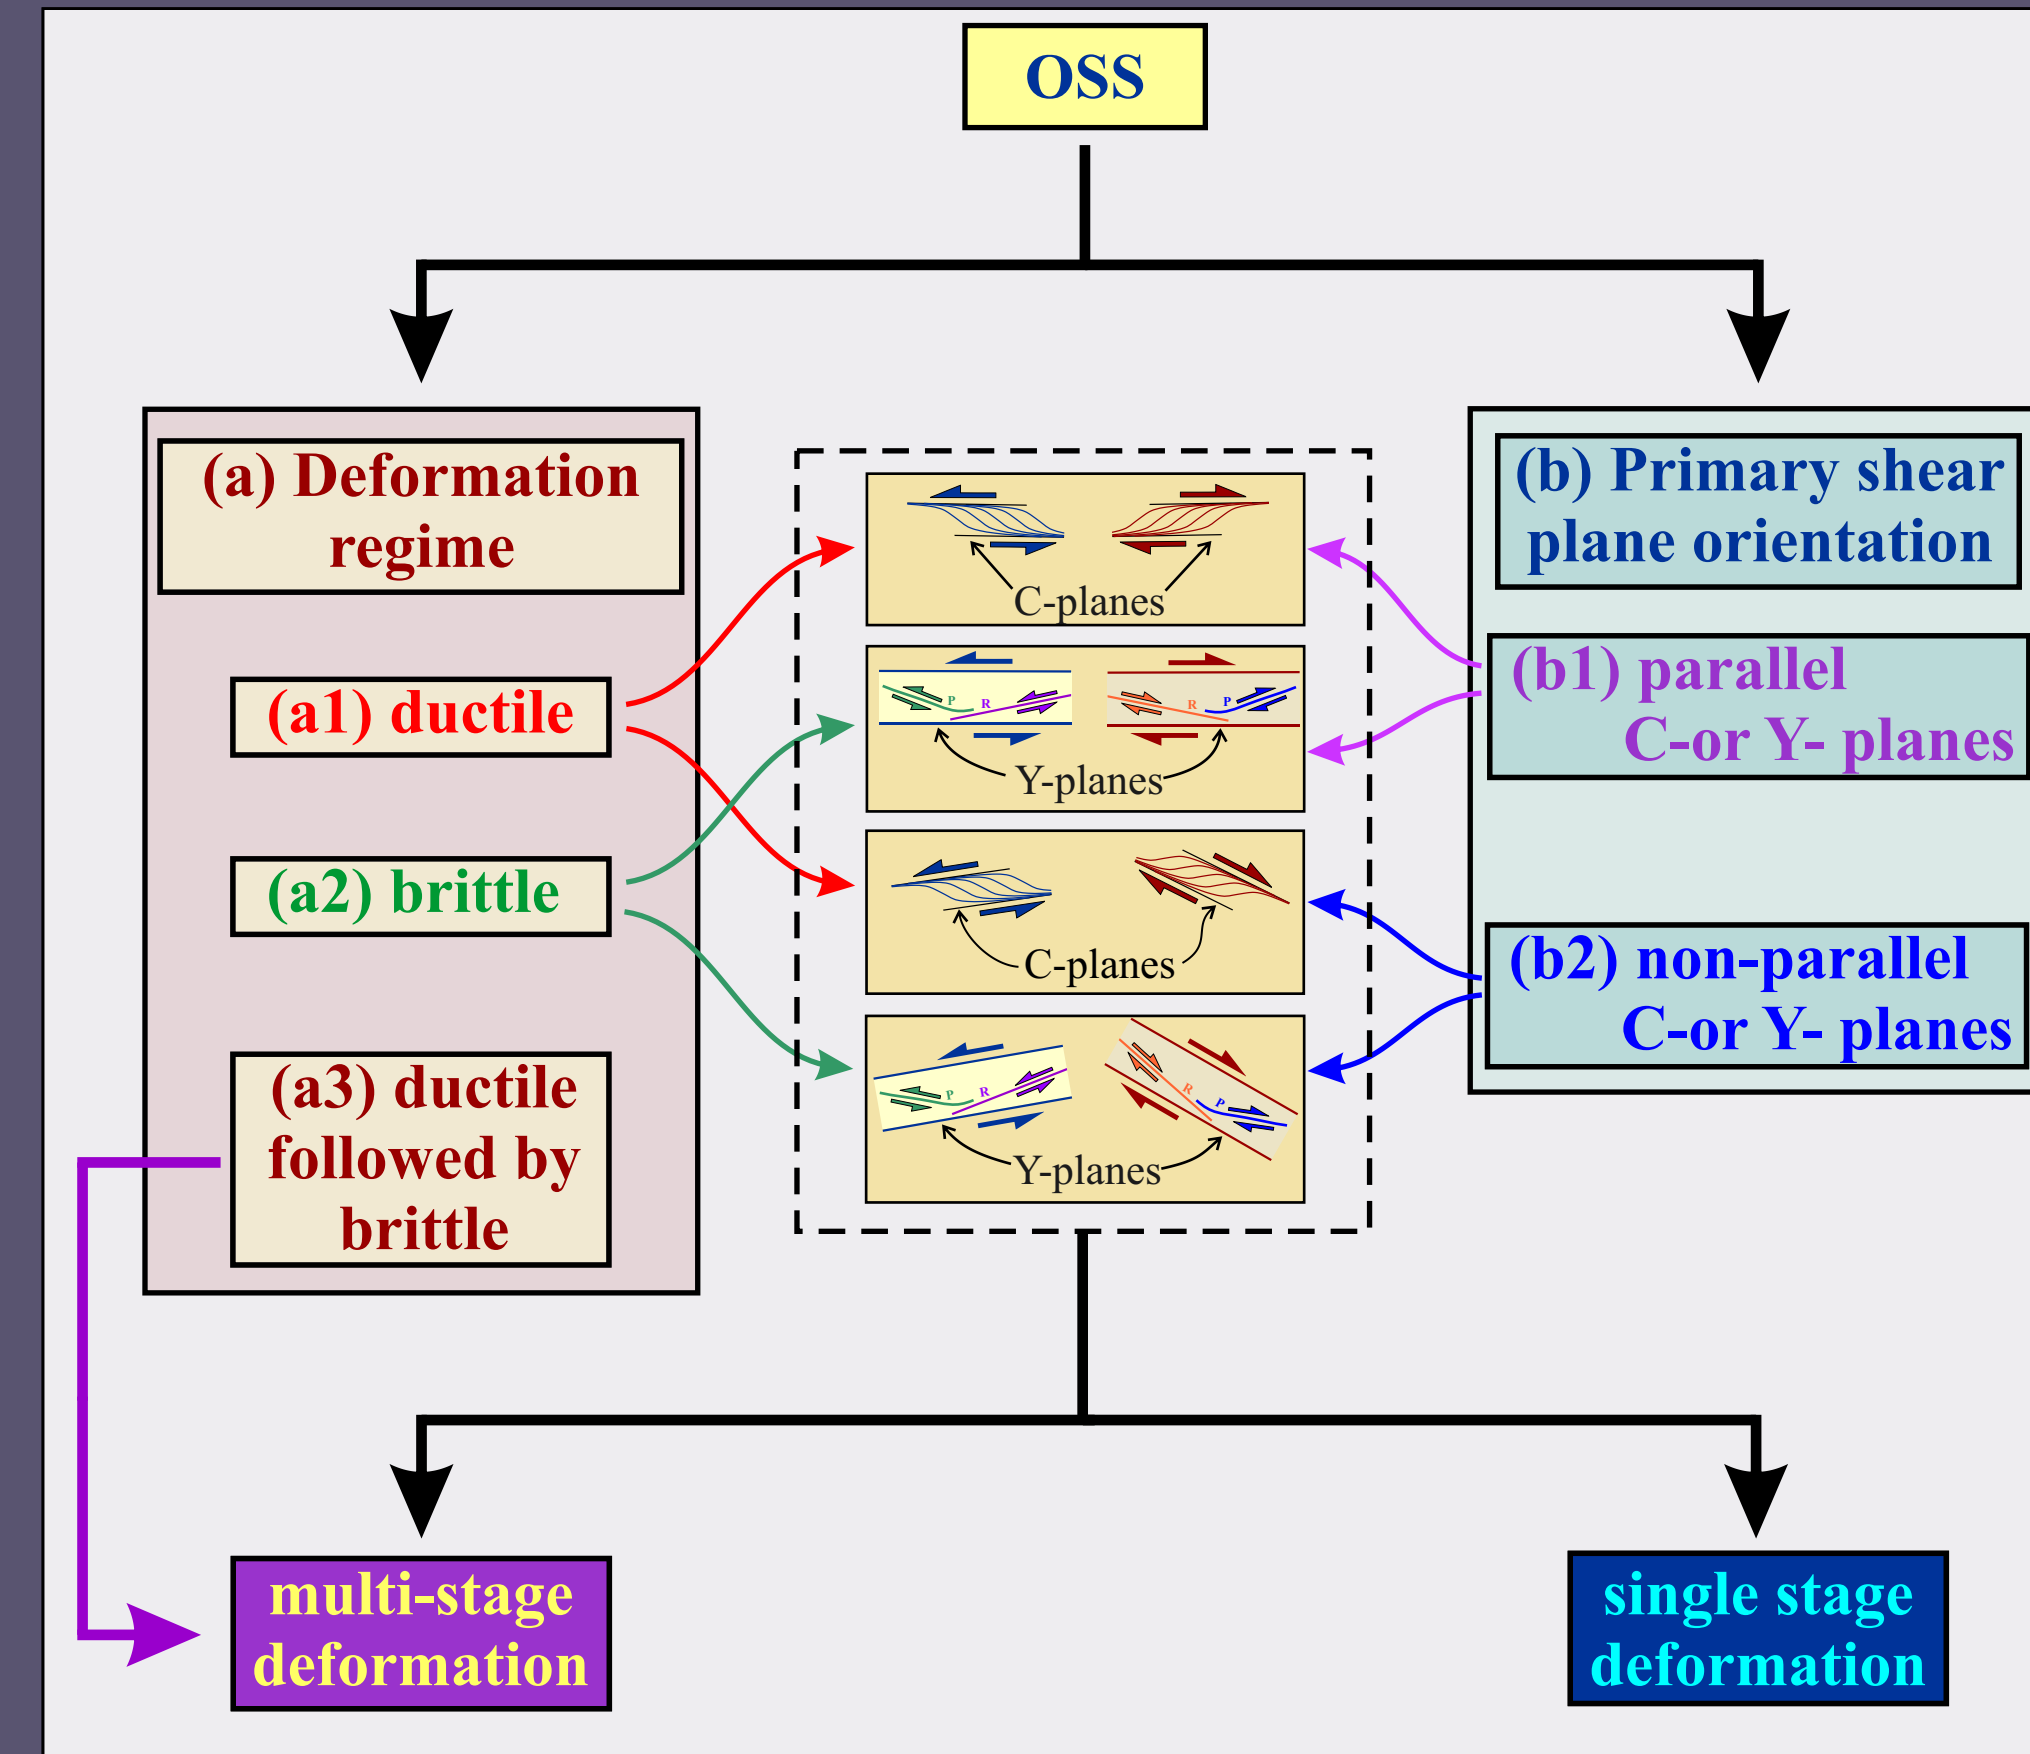 OSS
(a) Deformation
regime
(a1) ductile
(a2) brittle
(a3) ductile
followed by
brittle
C-planes
P R R P
Y-planes
C-planes
P R R P
Y-planes
(b) Primary shear
plane orientation
(b1) parallel
C-or Y- planes
(b2) non-parallel
C-or Y- planes
multi-stage
deformation
single stage
deformation